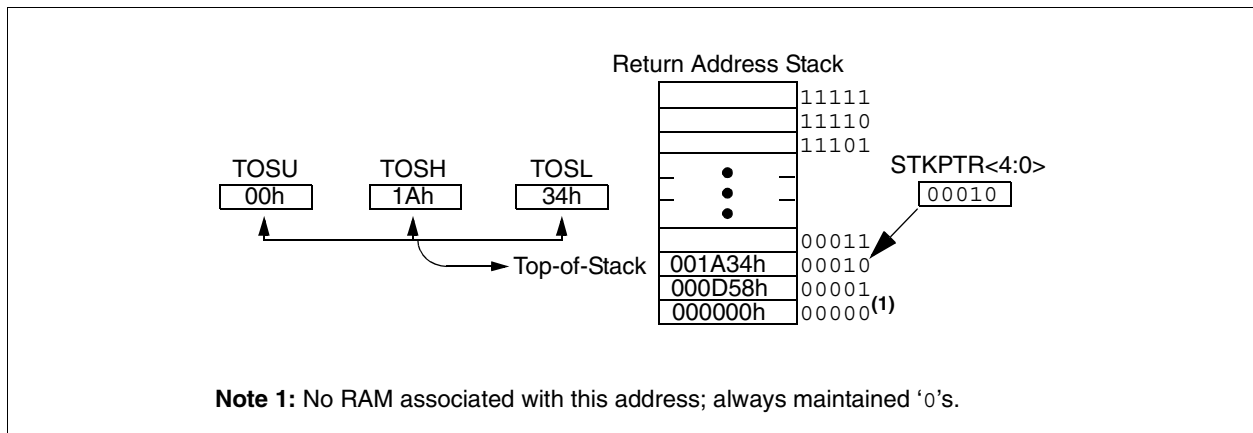 Return Address Stack
11111
11110
11101
TOSU TOSH TOSL STKPTR<4:0>
00h 1Ah 34h 00010
00011
Top-of-Stack 001A34h 00010
000D58h 00001
000000h 00000(1)
Note 1: No RAM associated with this address; always maintained ‘0’s.